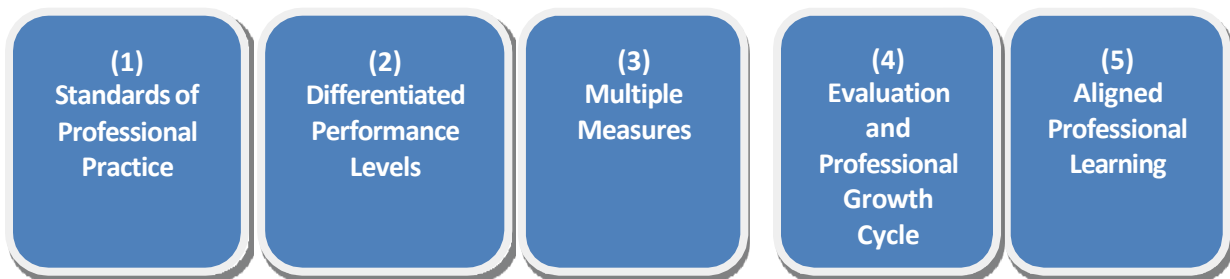 (1)
Standards of
Professional
Practice
(2)
Differentiated
Performance
Levels
(3)
Multiple
Measures
(4)
Evaluation
and
Professional
Growth
Cycle
(5)
Aligned
Professional
Learning